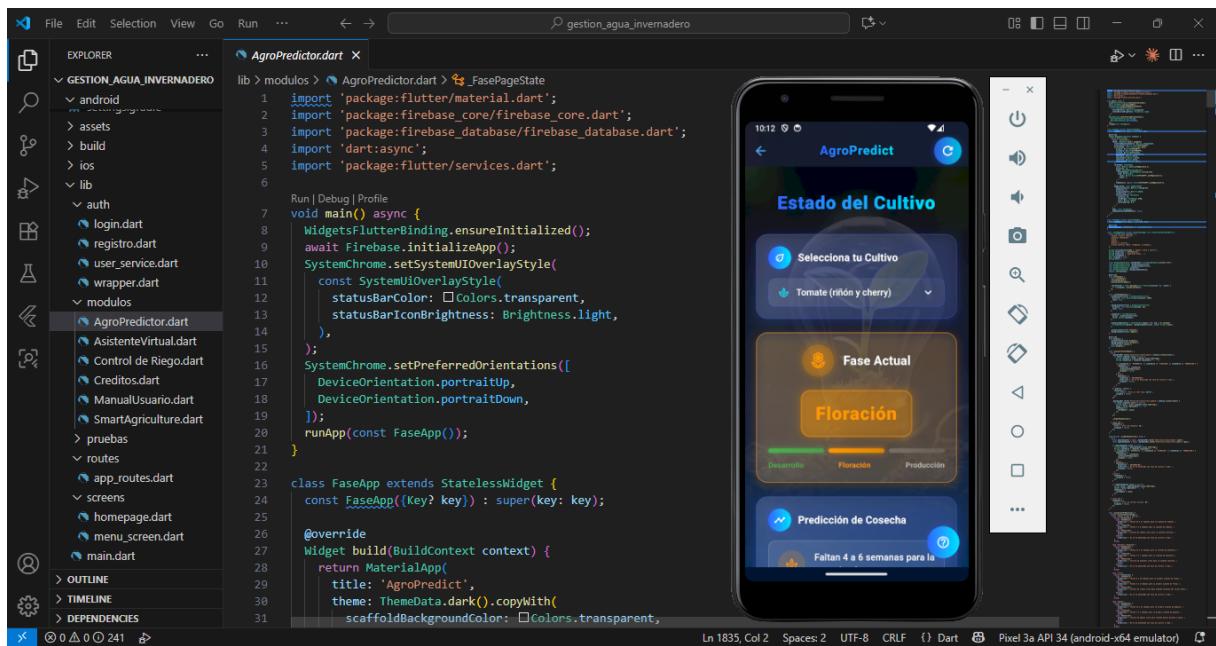 File Edit Selection View Go Run ··· gestion_agua_invernadero
EXPLORER
GESTION_AGUA_INVERNADERO
android
assets
build
ios
lib
auth
login.dart
registro.dart
user_service.dart
wrapper.dart
modulos
AgroPredictor.dart
AsistenteVirtual.dart
Control de Riego.dart
Creditos.dart
ManualUsuario.dart
SmartAgriculture.dart
pruebas
routes
app_routes.dart
screens
homepage.dart
menu_screen.dart
main.dart
OUTLINE
TIMELINE
DEPENDENCIES
AgroPredictor.dart
lib > modulos > AgroPredictor.dart > _FasePageState
1 import 'package:flutter/material.dart';
2 import 'package:firebase_core/firebase_core.dart';
3 import 'package:firebase_database/firebase_database.dart';
4 import 'dart:async';
5 import 'package:flutter/services.dart';
6
Run | Debug | Profile
7 void main() async {
8 WidgetsFlutterBinding.ensureInitialized();
9 await Firebase.initializeApp();
10 SystemChrome.setSystemUIOverlayStyle(
11 const SystemUiOverlayStyle(
12 statusBarColor: Colors.transparent,
13 statusBarIconBrightness: Brightness.light,
14 ),
15 );
16 SystemChrome.setPreferredOrientations([
17 DeviceOrientation.portraitUp,
18 DeviceOrientation.portraitDown,
19 ]);
20 runApp(const FaseApp());
21 }
22
23 class FaseApp extends StatelessWidget {
24 const FaseApp({Key? key}) : super(key: key);
25
26 @override
27 Widget build(BuildContext context) {
28 return MaterialApp(
29 title: 'AgroPredict',
30 theme: ThemeData.dark().copyWith(
31 scaffoldBackgroundColor: Colors.transparent,
10:12
AgroPredict
Estado del Cultivo
Selecciona tu Cultivo
Tomate (riñón y cherry)
Fase Actual
Floración
Desarrollo Floración Producción
Predicción de Cosecha
Faltan 4 a 6 semanas para la
0 0 241 Ln 1835, Col 2 Spaces: 2 UTF-8 CRLF {} Dart Pixel 3a API 34 (android-x64 emulator)